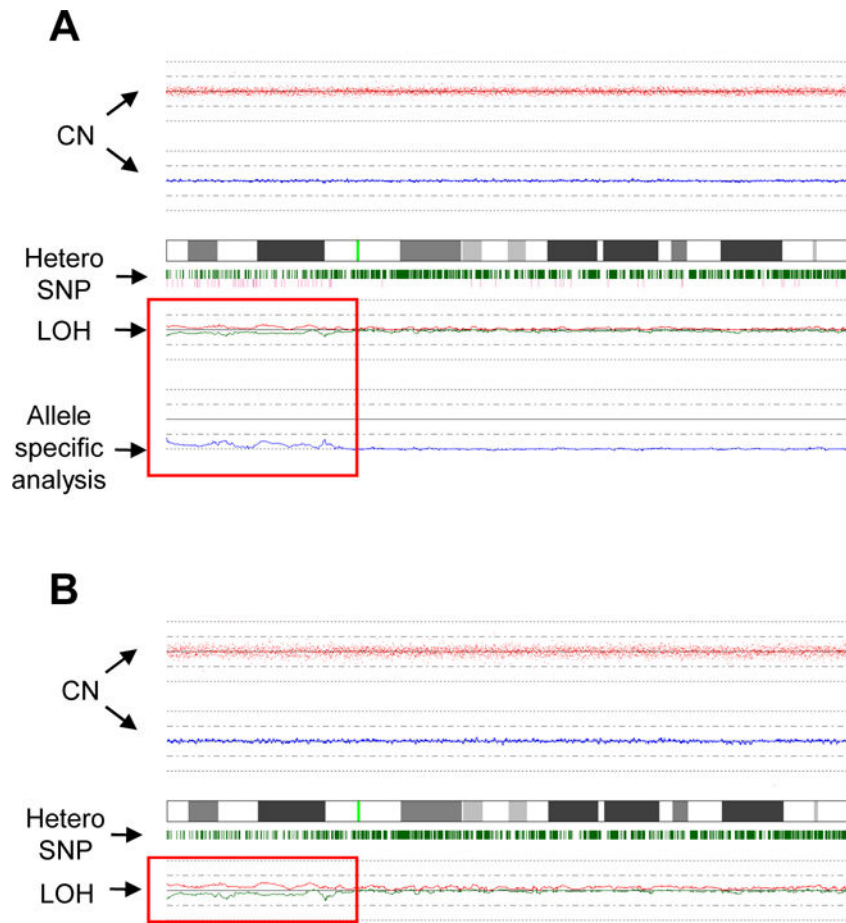 A
CN
Hetero
SNP
LOH
Allele
specific
analysis
B
CN
Hetero
SNP
LOH